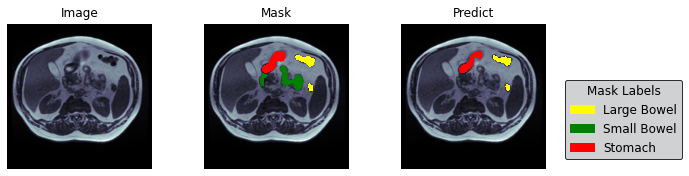 Image
Mask
Predict
Mask Labels
Large Bowel
Small Bowel
Stomach